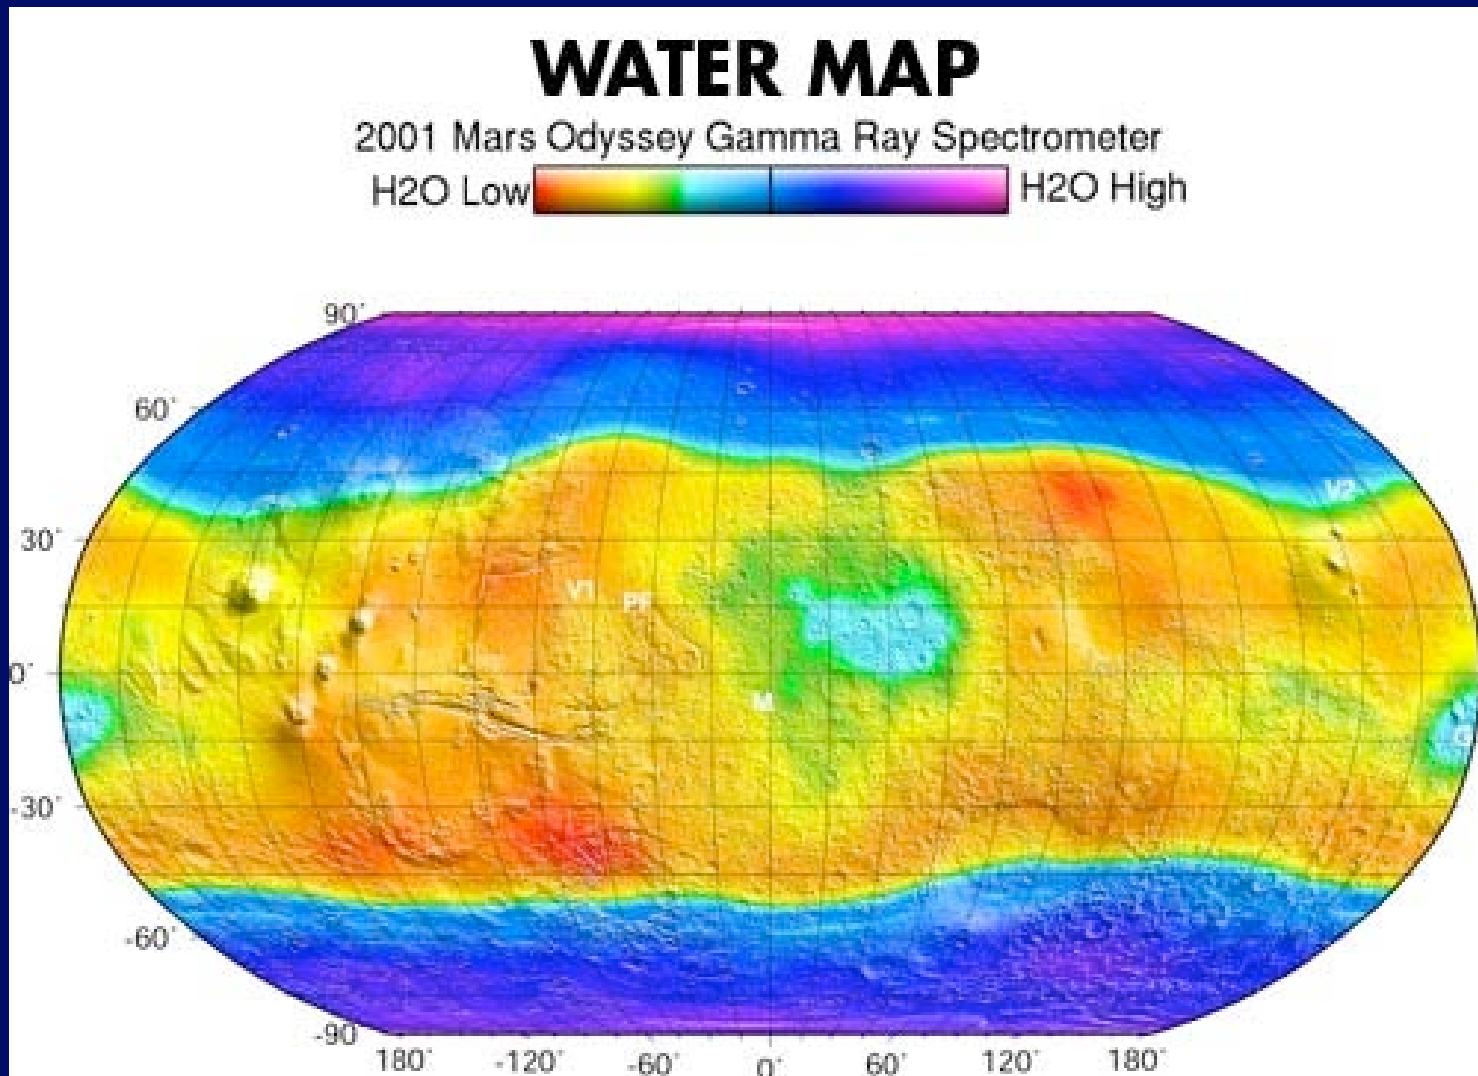 WATER MAP
2001 Mars Odyssey Gamma Ray Spectrometer
H2O Low H2O High
90°
60°
V2
30°
V1 PF
0°
M
G
-30°
-60°
-90
180° -120° -60° 0° 60° 120° 180°